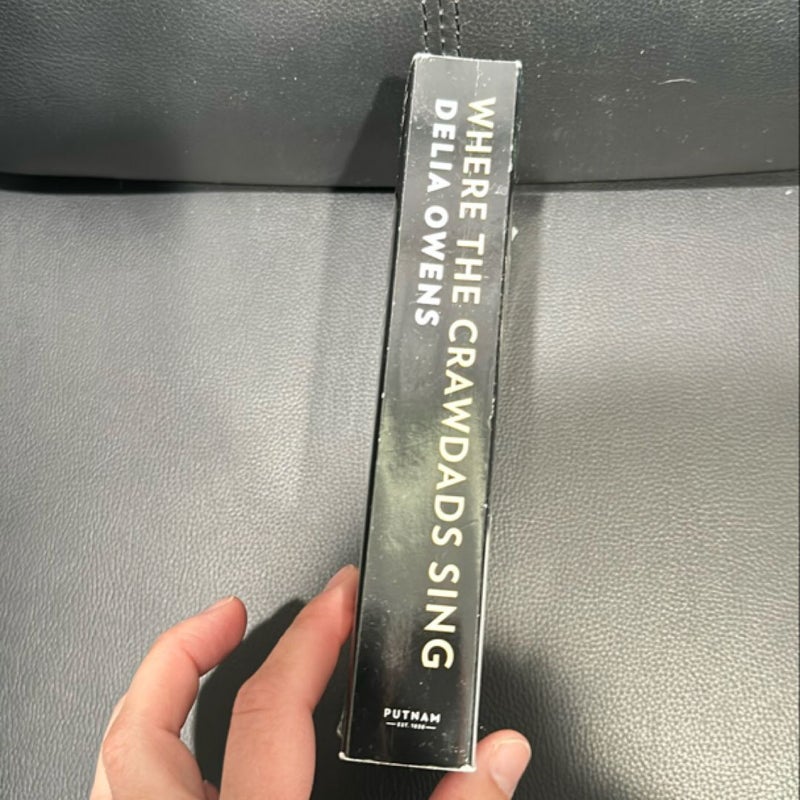 WHERE THE CRAWDADS SING
DELIA OWENS
PUTNAM